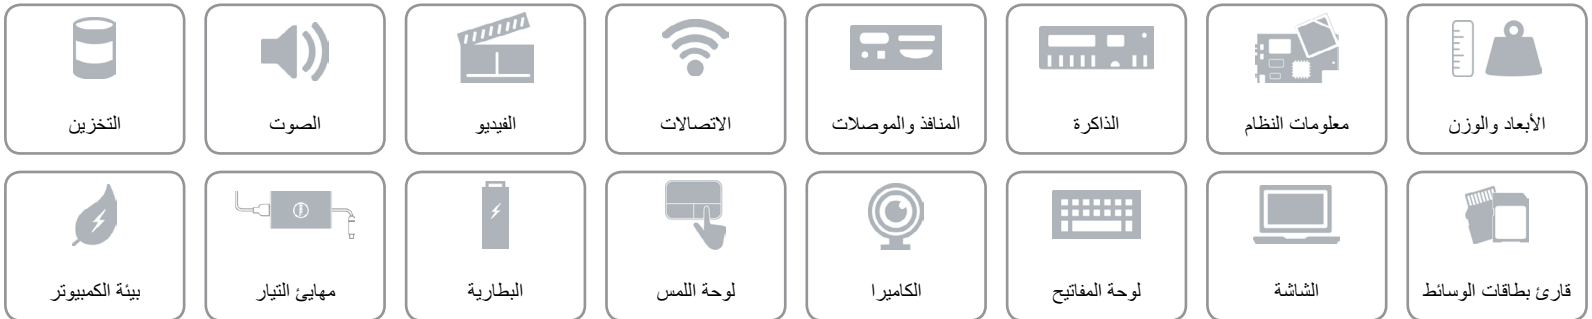 الأبعاد والوزن
معلومات النظام
الذاكرة
المنافذ والموصلات
الاتصالات
الفيديو
الصوت
التخزين
قارئ بطاقات الوسائط
الشاشة
لوحة المفاتيح
الكاميرا
لوحة اللمس
البطارية
مهايئ التيار
بيئة الكمبيوتر